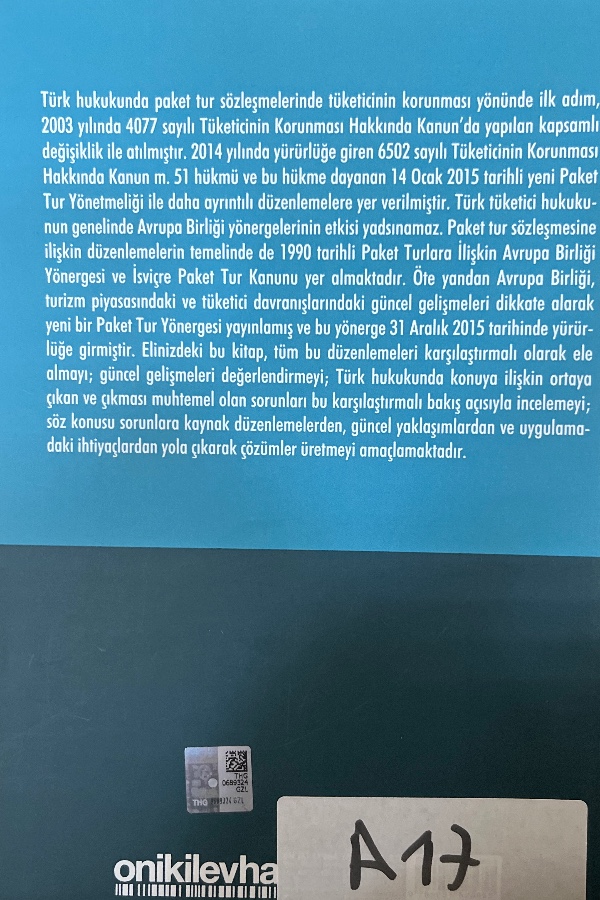 Türk hukukunda paket tur sözleşmelerinde tüketicinin korunması yönünde ilk adım,
2003 yılında 4077 sayılı Tüketicinin Korunması Hakkında Kanun’da yapılan kapsamlı
değişiklik ile atılmıştır. 2014 yılında yürürlüğe giren 6502 sayılı Tüketicinin Korunması
Hakkında Kanun m. 51 hükmü ve bu hükme dayanan 14 Ocak 2015 tarihli yeni Paket
Tur Yönetmeliği ile daha ayrıntılı düzenlemelere yer verilmiştir. Türk tüketici hukuku-
nun genelinde Avrupa Birliği yönergelerinin etkisi yadsınamaz. Paket tur sözleşmesine
ilişkin düzenlemelerin temelinde de 1990 tarihli Paket Turlara İlişkin Avrupa Birliği
Yönergesi ve İsviçre Paket Tur Kanunu yer almaktadır. Öte yandan Avrupa Birliği,
turizm piyasasındaki ve tüketici davranışlarındaki güncel gelişmeleri dikkate alarak
yeni bir Paket Tur Yönergesi yayınlamış ve bu yönerge 31 Aralık 2015 tarihinde yürür-
lüğe girmiştir. Elinizdeki bu kitap, tüm bu düzenlemeleri karşılaştırmalı olarak ele
almayı; güncel gelişmeleri değerlendirmeyi; Türk hukukunda konuya ilişkin ortaya
çıkan ve çıkması muhtemel olan sorunları bu karşılaştırmalı bakış açısıyla incelemeyi;
söz konusu sorunlara kaynak düzenlemelerden, güncel yaklaşımlardan ve uygulama-
daki ihtiyaçlardan yola çıkarak çözümler üretmeyi amaçlamaktadır.
THG
0689324
GZL
THG
GZL
onikilevha
A17